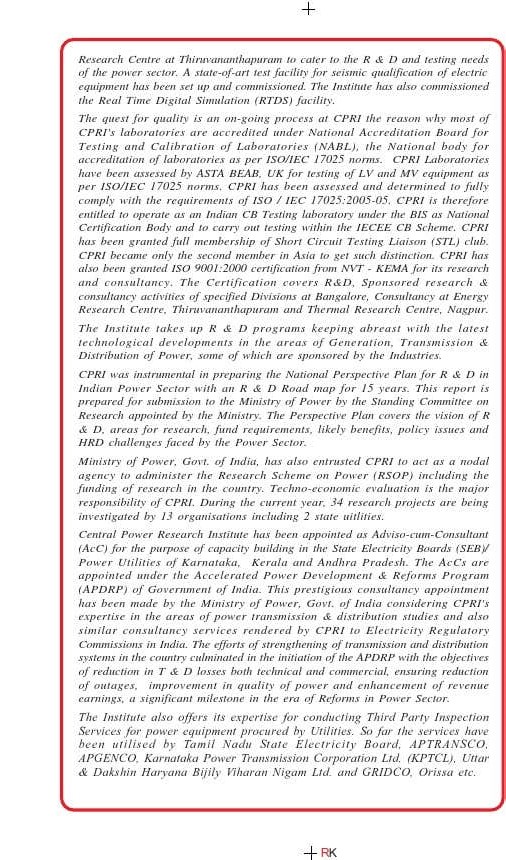 Research Centre at Thiruvananthapuram to cater to the R & D and testing needs
of the power sector. A state-of-art test facility for seismic qualification of electric
equipment has been set up and commissioned. The Institute has also commissioned
the Real Time Digital Simulation (RTDS) facility.
The quest for quality is an on-going process at CPRI the reason why most of
CPRI's laboratories are accredited under National Accreditation Board for
Testing and Calibration of Laboratories (NABL), the National body for
accreditation of laboratories as per ISO/IEC 17025 norms. CPRI Laboratories
have been assessed by ASTA BEAB, UK for testing of LV and MV equipment as
per ISO/IEC 17025 norms. CPRI has been assessed and determined to fully
comply with the requirements of ISO / IEC 17025:2005-05. CPRI is therefore
entitled to operate as an Indian CB Testing laboratory under the BIS as National
Certification Body and to carry out testing within the IECEE CB Scheme. CPRI
has been granted full membership of Short Circuit Testing Liaison (STL) club.
CPRI became only the second member in Asia to get such distinction. CPRI has
also been granted ISO 9001:2000 certification from NVT - KEMA for its research
and consultancy. The Certification covers R&D, Sponsored research &
consultancy activities of specified Divisions at Bangalore, Consultancy at Energy
Research Centre, Thiruvananthapuram and Thermal Research Centre, Nagpur.
The Institute takes up R & D programs keeping abreast with the latest
technological developments in the areas of Generation, Transmission &
Distribution of Power, some of which are sponsored by the Industries.
CPRI was instrumental in preparing the National Perspective Plan for R & D in
Indian Power Sector with an R & D Road map for 15 years. This report is
prepared for submission to the Ministry of Power by the Standing Committee on
Research appointed by the Ministry. The Perspective Plan covers the vision of R
& D, areas for research, fund requirements, likely benefits, policy issues and
HRD challenges faced by the Power Sector.
Ministry of Power, Govt. of India, has also entrusted CPRI to act as a nodal
agency to administer the Research Scheme on Power (RSOP) including the
funding of research in the country. Techno-economic evaluation is the major
responsibility of CPRI. During the current year, 34 research projects are being
investigated by 13 organisations including 2 state uitlities.
Central Power Research Institute has been appointed as Adviso-cum-Consultant
(AcC) for the purpose of capacity building in the State Electricity Boards (SEB)/
Power Utilities of Karnataka, Kerala and Andhra Pradesh. The AcCs are
appointed under the Accelerated Power Development & Reforms Program
(APDRP) of Government of India. This prestigious consultancy appointment
has been made by the Ministry of Power, Govt. of India considering CPRI's
expertise in the areas of power transmission & distribution studies and also
similar consultancy services rendered by CPRI to Electricity Regulatory
Commissions in India. The efforts of strengthening of transmission and distribution
systems in the country culminated in the initiation of the APDRP with the objectives
of reduction in T & D losses both technical and commercial, ensuring reduction
of outages, improvement in quality of power and enhancement of revenue
earnings, a significant milestone in the era of Reforms in Power Sector.
The Institute also offers its expertise for conducting Third Party Inspection
Services for power equipment procured by Utilities. So far the services have
been utilised by Tamil Nadu State Electricity Board, APTRANSCO,
APGENCO, Karnataka Power Transmission Corporation Ltd. (KPTCL), Uttar
& Dakshin Haryana Bijily Viharan Nigam Ltd. and GRIDCO, Orissa etc.
RK